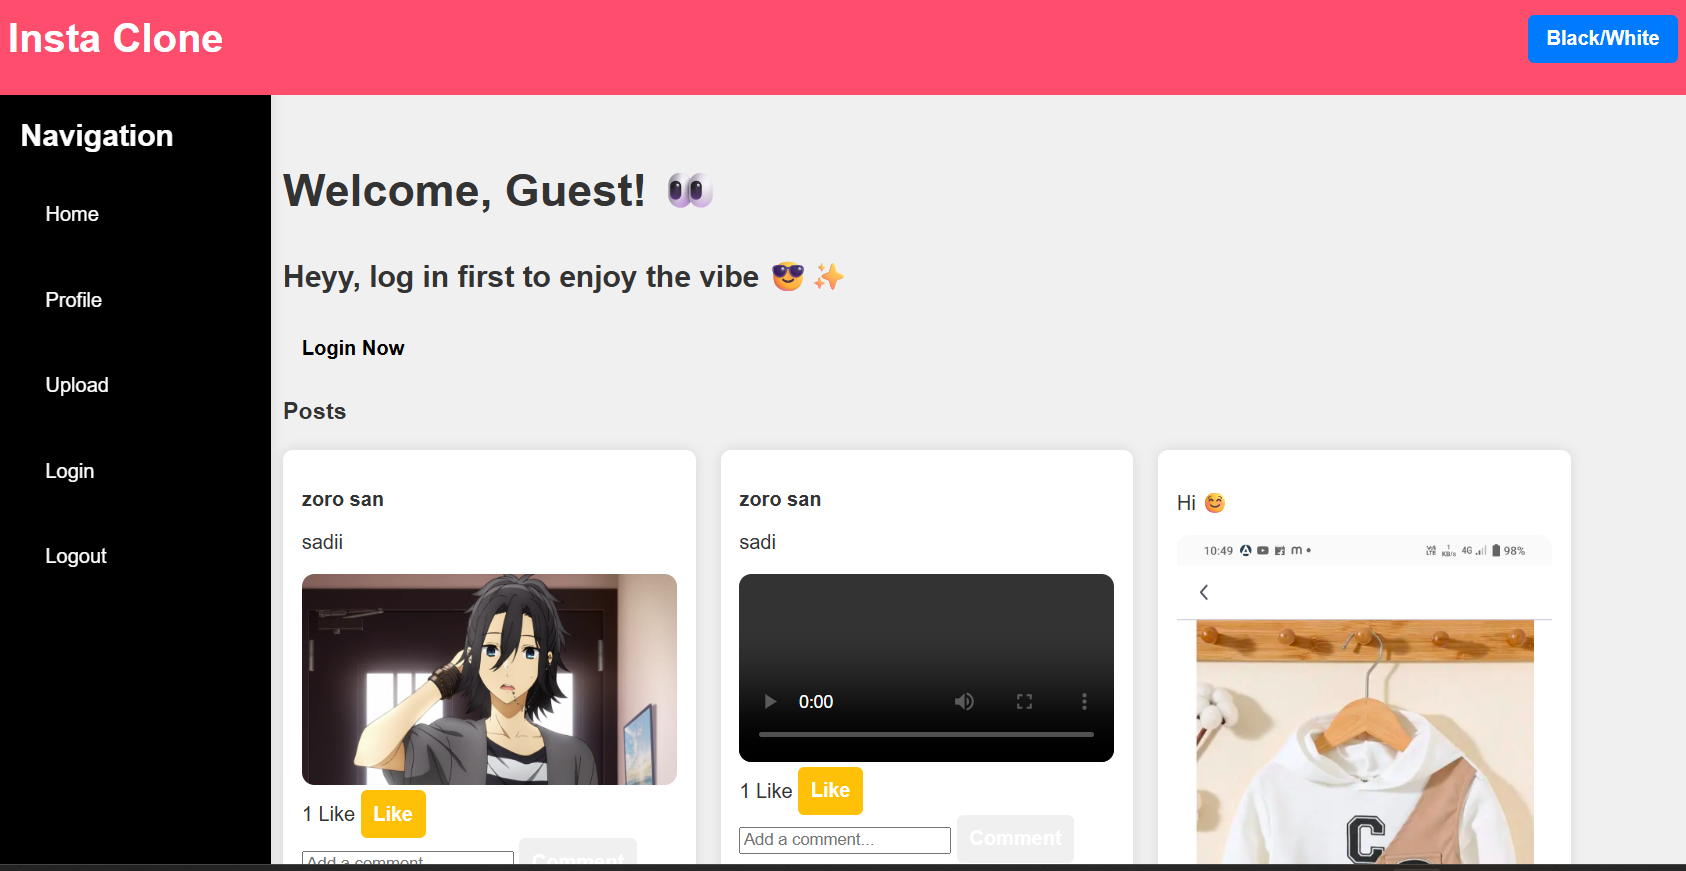 Insta Clone
Black/White
Navigation
Home
Profile
Upload
Login
Logout
Welcome, Guest! 👀
Heyy, log in first to enjoy the vibe 😎 ✨
Login Now
Posts
zoro san
sadii
1 Like Like
Add a comment...
Comment
zoro san
sadi
0:00
1 Like Like
Add a comment...
Comment
Hi 😊
10:49
4G 98%
C